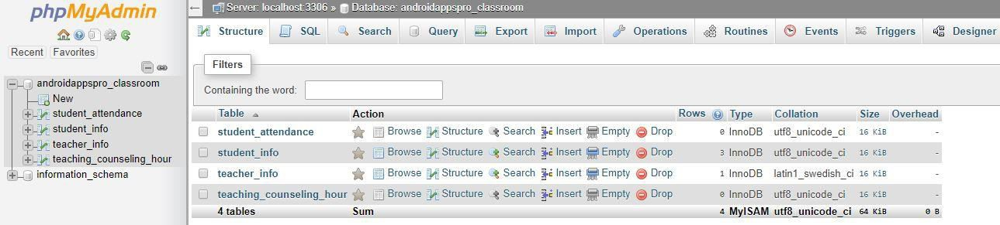 phpMyAdmin
Recent Favorites
androidappspro_classroom
New
student_attendance
student_info
teacher_info
teaching_counseling_hour
information_schema
Server: localhost:3306 » Database: androidappspro_classroom
Structure SQL Search Query Export Import Operations Routines Events Triggers Designer
Filters
Containing the word:
Table Action Rows Type Collation Size Overhead
student_attendance Browse Structure Search Insert Empty Drop 0 InnoDB utf8_unicode_ci 16 KiB -
student_info Browse Structure Search Insert Empty Drop 3 InnoDB utf8_unicode_ci 16 KiB -
teacher_info Browse Structure Search Insert Empty Drop 1 InnoDB latin1_swedish_ci 16 KiB -
teaching_counseling_hour Browse Structure Search Insert Empty Drop 0 InnoDB utf8_unicode_ci 16 KiB -
4 tables Sum 4 MyISAM utf8_unicode_ci 64 KiB 0 B